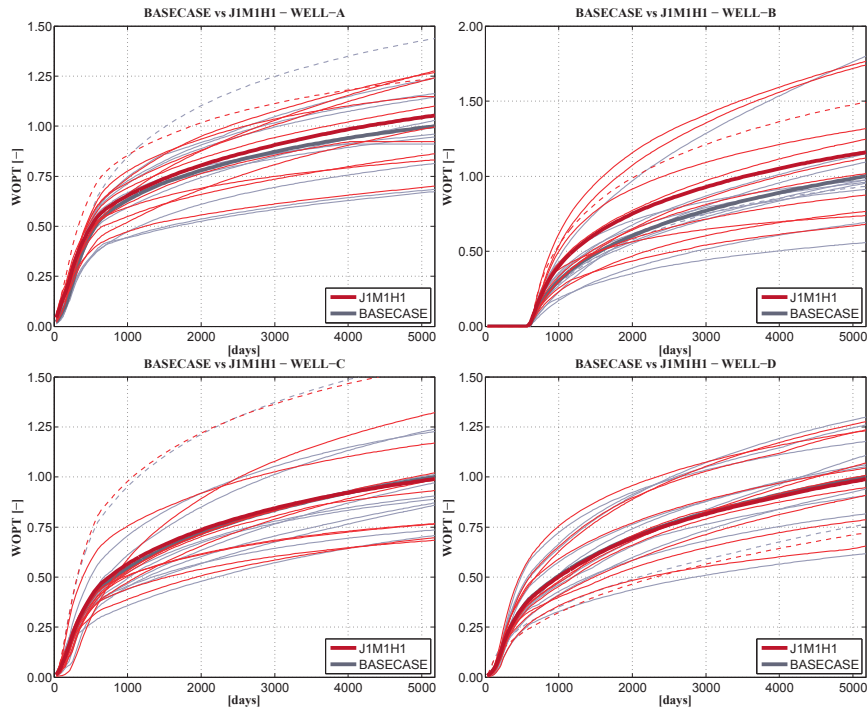 BASECASE vs J1M1H1 – WELL–A
1.50
1.25
1.00
0.75
0.50
0.25
0.00
WOPT [–]
0 1000 2000 3000 4000 5000
[days]
J1M1H1
BASECASE
BASECASE vs J1M1H1 – WELL–B
2.00
1.50
1.00
0.50
0.00
WOPT [–]
0 1000 2000 3000 4000 5000
[days]
J1M1H1
BASECASE
BASECASE vs J1M1H1 – WELL–C
1.50
1.25
1.00
0.75
0.50
0.25
0.00
WOPT [–]
0 1000 2000 3000 4000 5000
[days]
J1M1H1
BASECASE
BASECASE vs J1M1H1 – WELL–D
1.50
1.25
1.00
0.75
0.50
0.25
0.00
WOPT [–]
0 1000 2000 3000 4000 5000
[days]
J1M1H1
BASECASE